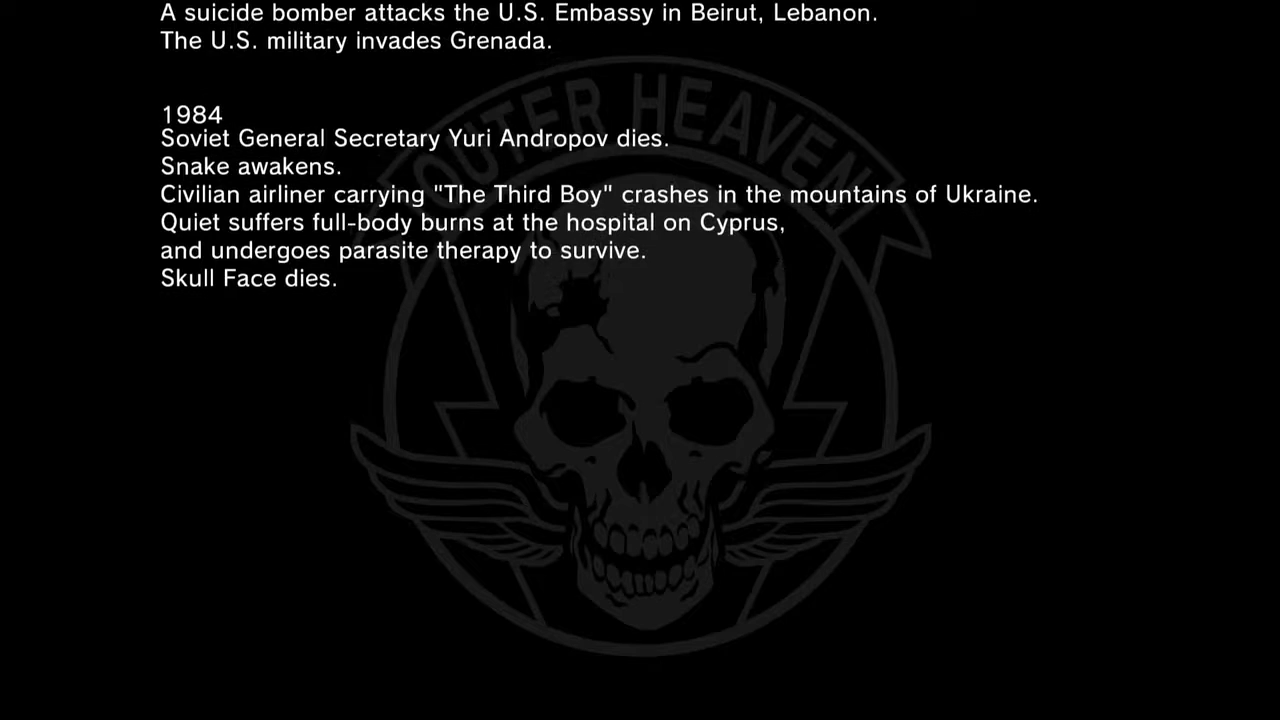 A suicide bomber attacks the U.S. Embassy in Beirut, Lebanon.
The U.S. military invades Grenada.
OUTER HEAVEN
1984
Soviet General Secretary Yuri Andropov dies.
Snake awakens.
Civilian airliner carrying "The Third Boy" crashes in the mountains of Ukraine.
Quiet suffers full-body burns at the hospital on Cyprus,
and undergoes parasite therapy to survive.
Skull Face dies.